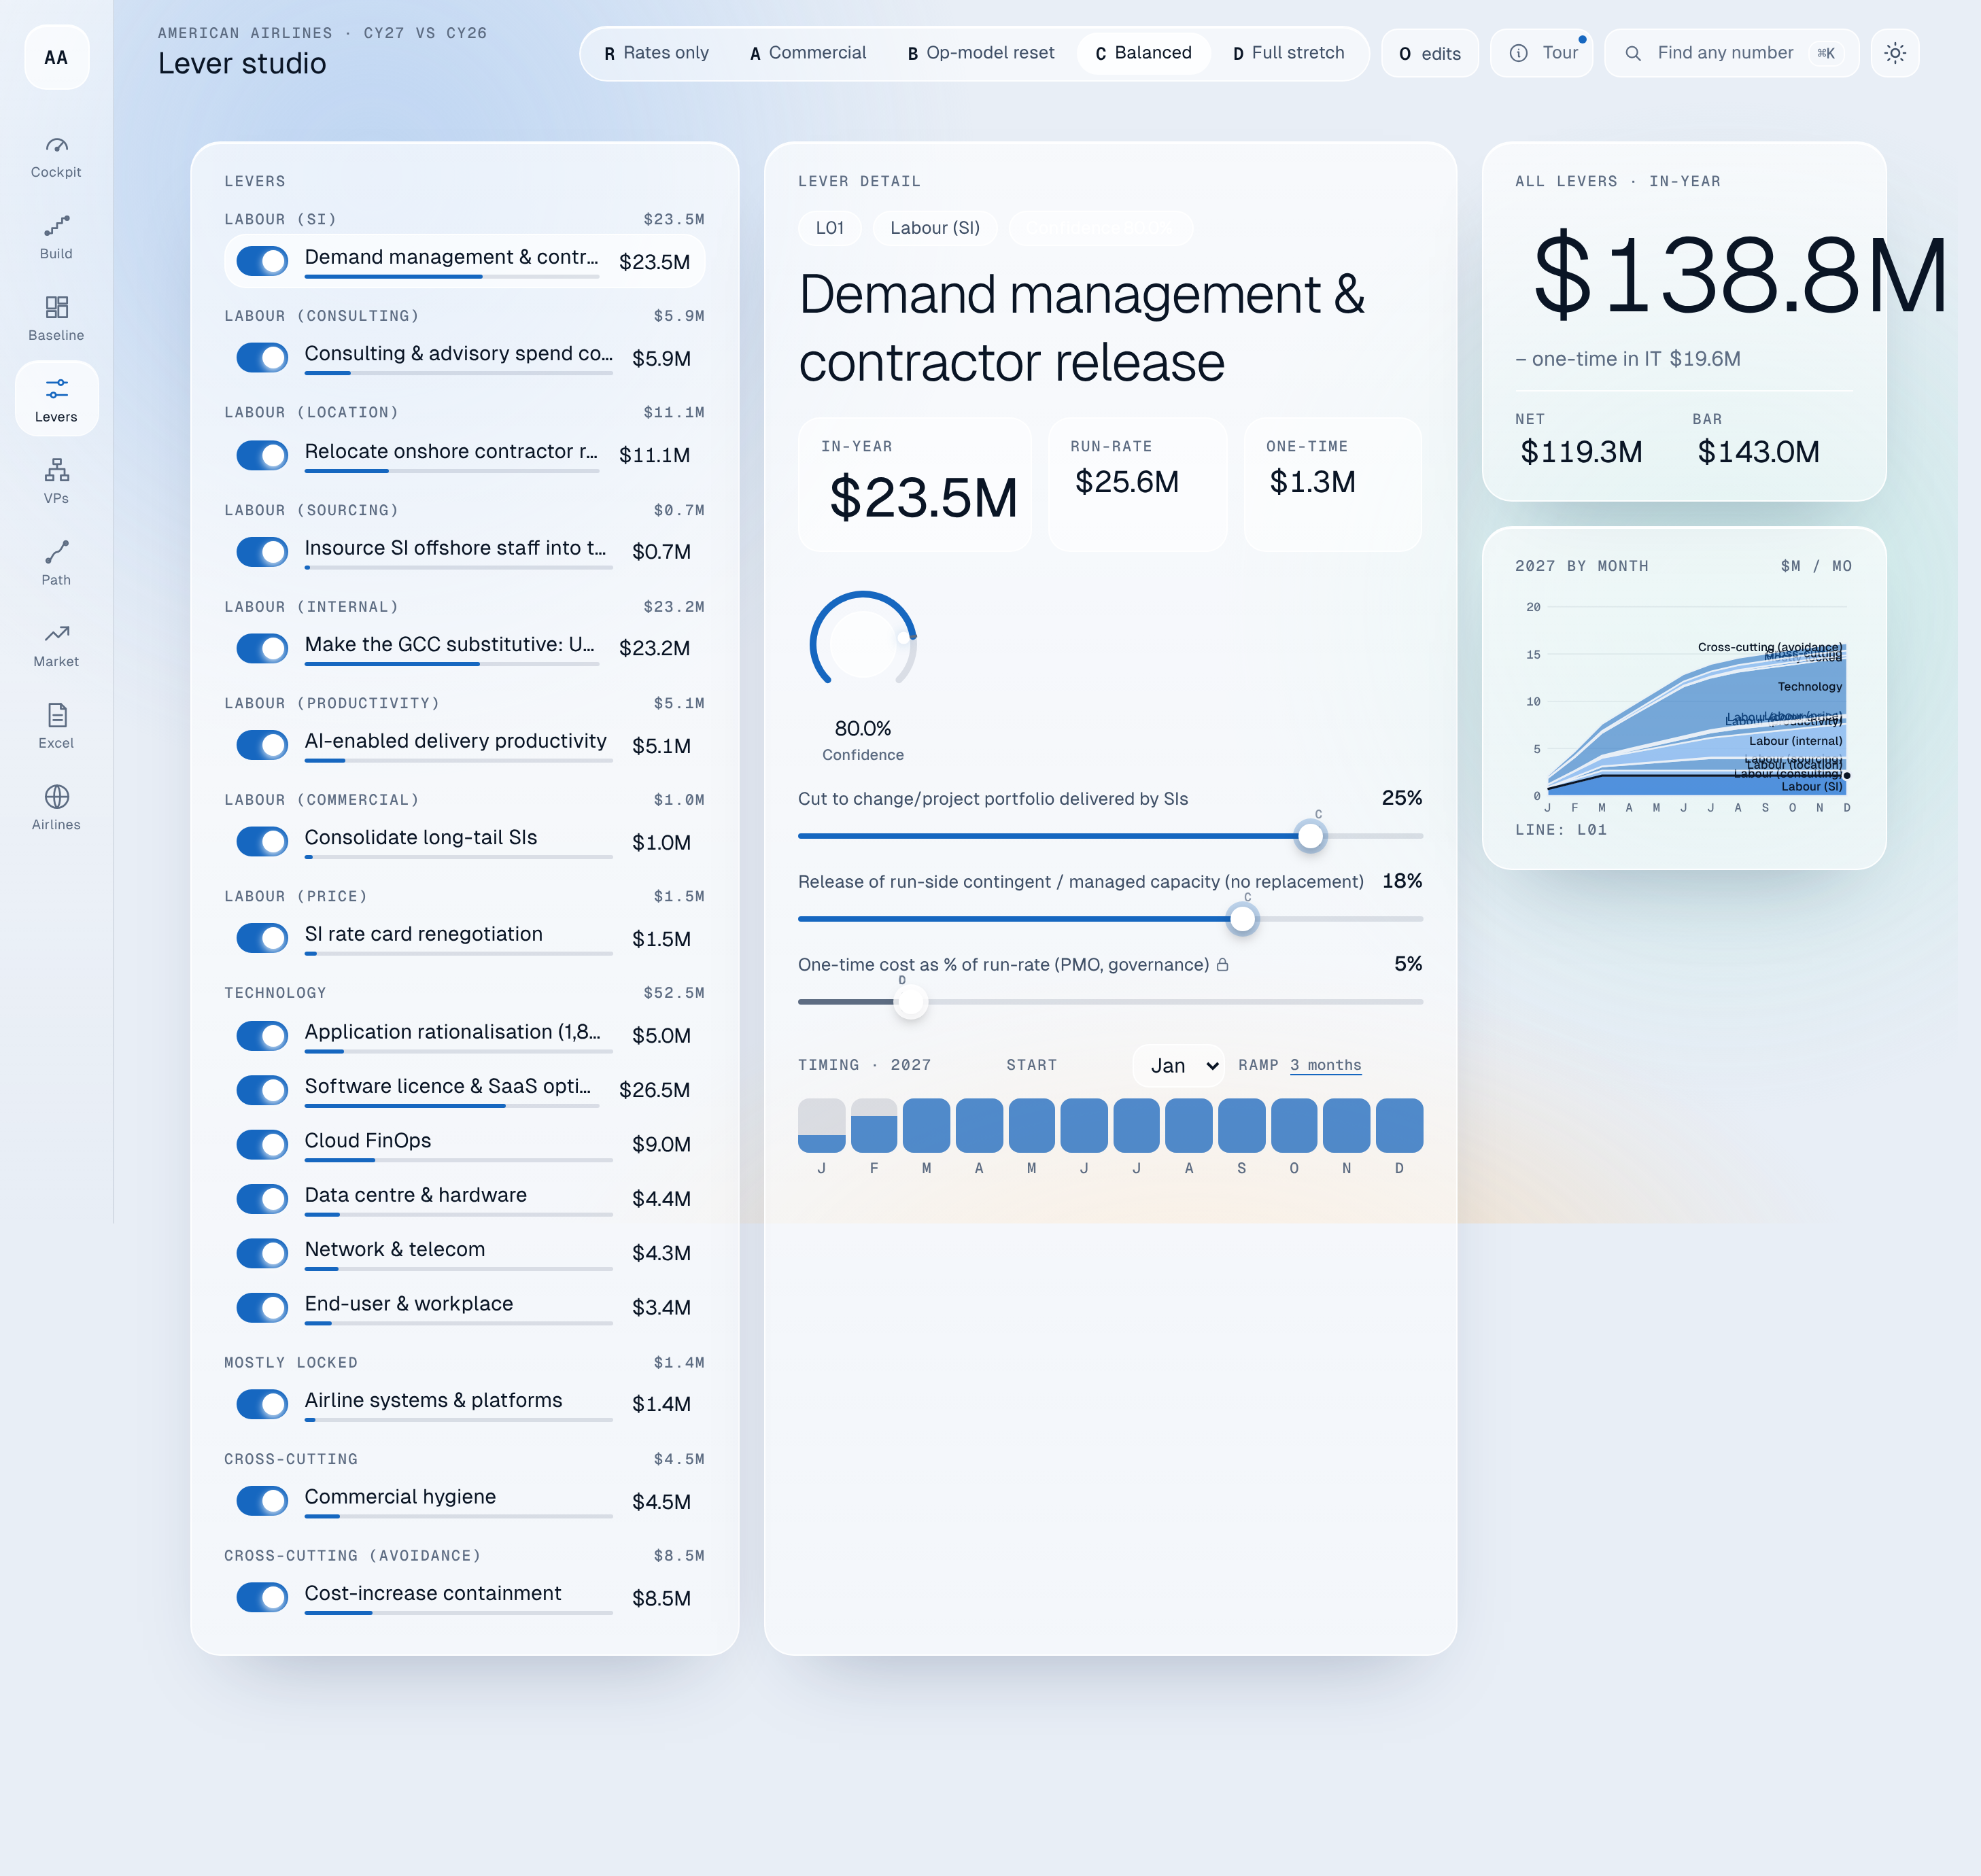 AA
AMERICAN AIRLINES · CY27 VS CY26
Lever studio
R Rates only
A Commercial
B Op-model reset
C Balanced
D Full stretch
0 edits
Tour
Find any number ⌘K
Cockpit
Build
Baseline
Levers
VPs
Path
Market
Excel
Airlines
LEVERS
LABOUR (SI) $23.5M
Demand management & contr... $23.5M
LABOUR (CONSULTING) $5.9M
Consulting & advisory spend co... $5.9M
LABOUR (LOCATION) $11.1M
Relocate onshore contractor r... $11.1M
LABOUR (SOURCING) $0.7M
Insource SI offshore staff into t... $0.7M
LABOUR (INTERNAL) $23.2M
Make the GCC substitutive: U... $23.2M
LABOUR (PRODUCTIVITY) $5.1M
AI-enabled delivery productivity $5.1M
LABOUR (COMMERCIAL) $1.0M
Consolidate long-tail SIs $1.0M
LABOUR (PRICE) $1.5M
SI rate card renegotiation $1.5M
TECHNOLOGY $52.5M
Application rationalisation (1,8... $5.0M
Software licence & SaaS opti... $26.5M
Cloud FinOps $9.0M
Data centre & hardware $4.4M
Network & telecom $4.3M
End-user & workplace $3.4M
MOSTLY LOCKED $1.4M
Airline systems & platforms $1.4M
CROSS-CUTTING $4.5M
Commercial hygiene $4.5M
CROSS-CUTTING (AVOIDANCE) $8.5M
Cost-increase containment $8.5M
LEVER DETAIL
L01
Labour (SI)
Demand management &
contractor release
IN-YEAR
$23.5M
RUN-RATE
$25.6M
ONE-TIME
$1.3M
80.0%
Confidence
Cut to change/project portfolio delivered by SIs 25%
C
Release of run-side contingent / managed capacity (no replacement) 18%
C
One-time cost as % of run-rate (PMO, governance) 5%
D
TIMING · 2027 START Jan RAMP 3 months
J F M A M J J A S O N D
ALL LEVERS · IN-YEAR
$138.8M
– one-time in IT $19.6M
NET
$119.3M
BAR
$143.0M
2027 BY MONTH $M / MO
20
15
10
5
0
Cross-cutting (avoidance)
Technology
Labour (internal)
Labour (location)
Labour (consulting)
Labour (SI)
J F M A M J J A S O N D
LINE: L01